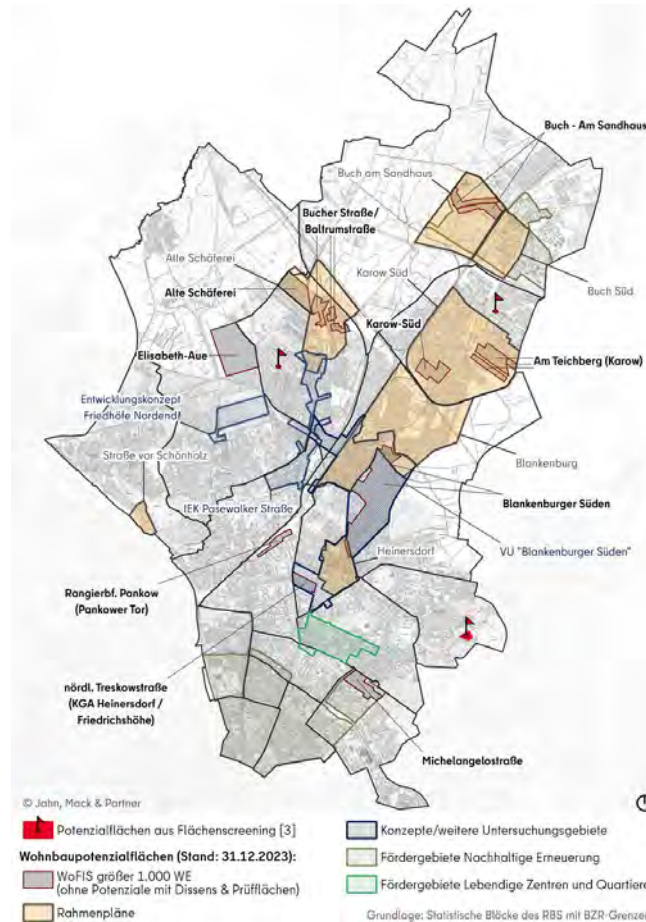 Buch - Am Sandhaus
Buch am Sandhaus
Bucher Straße/
Baltrumstraße
Alte Schäferei
Karow Süd
Buch Süd
Alte Schäferei
Karow-Süd
Elisabeth-Aue
Am Teichberg (Karow)
Entwicklungskonzept
Friedhöfe Nordend
Straße vor Schönholz
Blankenburg
IEK Pasewalker Straße
Blankenburger Süden
VU "Blankenburger Süden"
Heinersdorf
Rangierbf. Pankow
(Pankower Tor)
nördl. Treskowstraße
(KGA Heinersdorf /
Friedrichshöhe)
Michelangelostraße
© Jahn, Mack & Partner
Potenzialflächen aus Flächenscreening [3]
Wohnbaupotenzialflächen (Stand: 31.12.2023):
WoFIS größer 1.000 WE
(ohne Potenziale mit Dissens & Prüfflächen)
Rahmenpläne
Konzepte/weitere Untersuchungsgebiete
Fördergebiete Nachhaltige Erneuerung
Fördergebiete Lebendige Zentren und Quartiere
Grundlage: Statistische Blöcke des RBS mit BZR-Grenzen